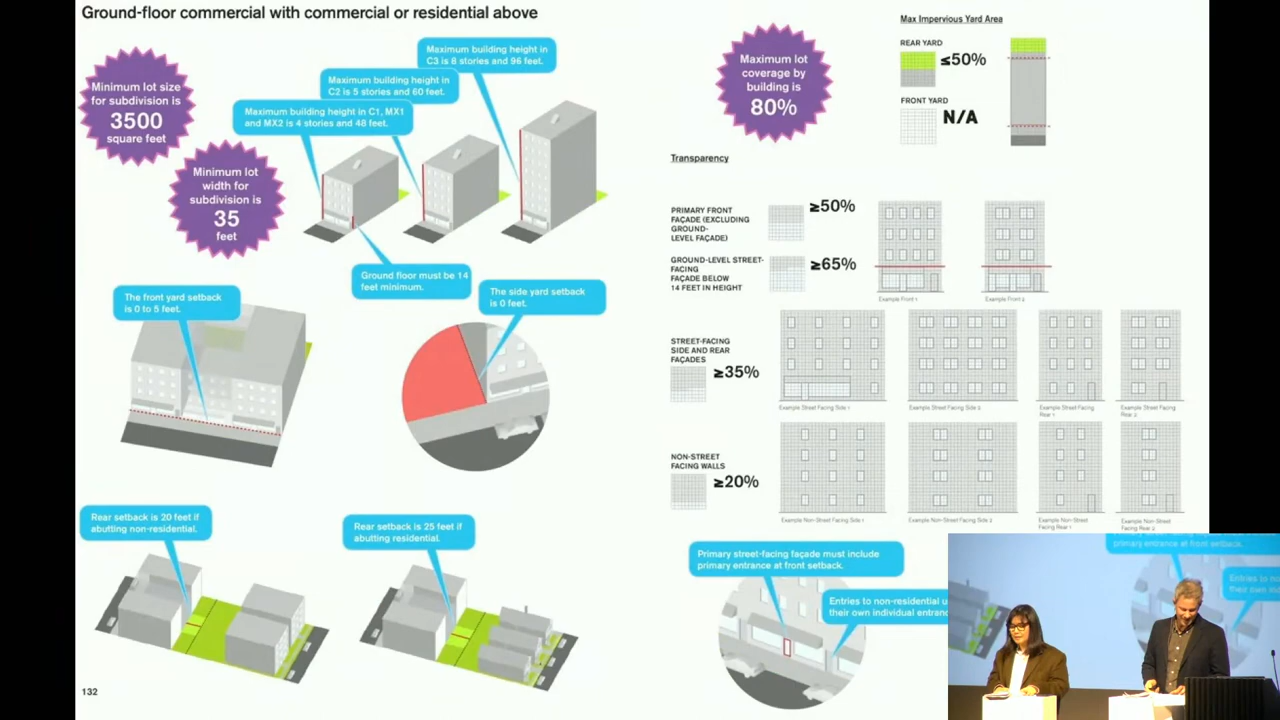 Ground-floor commercial with commercial or residential above
Minimum lot size
for subdivision is
3500
square feet
Minimum lot
width for
subdivision is
35
feet
Maximum building height in
C3 is 8 stories and 96 feet.
Maximum building height in
C2 is 5 stories and 60 feet.
Maximum building height in C1, MX1
and MX2 is 4 stories and 48 feet.
Ground floor must be 14
feet minimum.
The front yard setback
is 0 to 5 feet.
The side yard setback
is 0 feet.
Rear setback is 20 feet if
abutting non-residential.
Rear setback is 25 feet if
abutting residential.
132
Maximum lot
coverage by
building is
80%
Max Impervious Yard Area
REAR YARD
≤50%
FRONT YARD
N/A
Transparency
PRIMARY FRONT
FAÇADE (EXCLUDING
GROUND-
LEVEL FAÇADE)
≥50%
GROUND-LEVEL STREET-
FACING
FAÇADE BELOW
14 FEET IN HEIGHT
≥65%
Example Front 1
Example Front 2
STREET-FACING
SIDE AND REAR
FAÇADES
≥35%
Example Street Facing Side 1
Example Street Facing Side 2
Example Street Facing
Rear 1
Example Street Facing
Rear 2
NON-STREET
FACING WALLS
≥20%
Example Non-Street Facing Side 1
Example Non-Street Facing Side 2
Example Non-Street
Facing Rear 1
Example Non-Street
Facing Rear 2
Primary street-facing façade must include
primary entrance at front setback.
Entries to non-residential
their own individual
primary entrance at front setback.
Entries to
their own